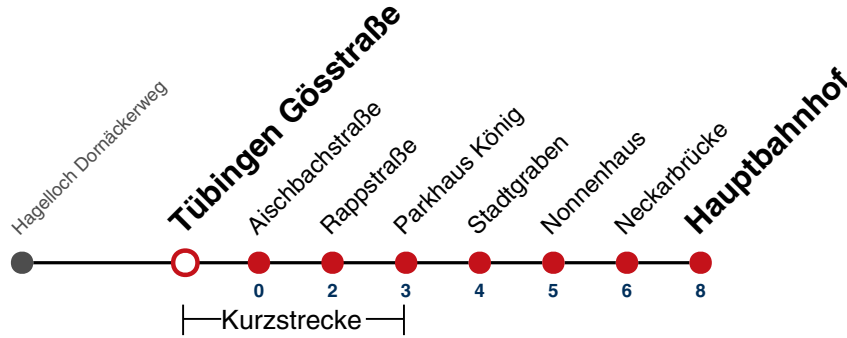 Hagelloch Dornäckerweg
Tübingen Gösstraße
Aischbachstraße
Rappstraße
Parkhaus König
Stadtgraben
Nonnenhaus
Neckarbrücke
Hauptbahnhof
0 2 3 4 5 6 8
Kurzstrecke